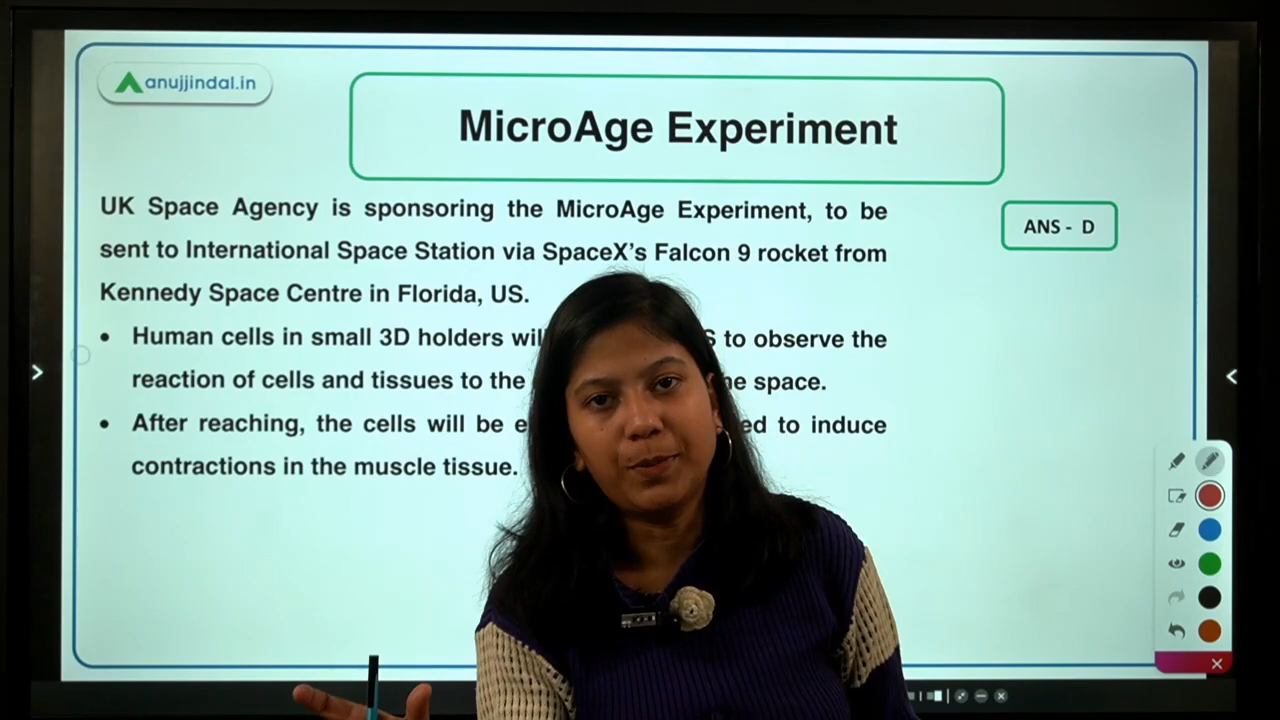 anujjindal.in
MicroAge Experiment
UK Space Agency is sponsoring the MicroAge Experiment, to be
sent to International Space Station via SpaceX's Falcon 9 rocket from
Kennedy Space Centre in Florida, US.
ANS - D
• Human cells in small 3D holders to observe the
reaction of cells and tissues to the space.
• After reaching, the cells will be to induce
contractions in the muscle tissue.